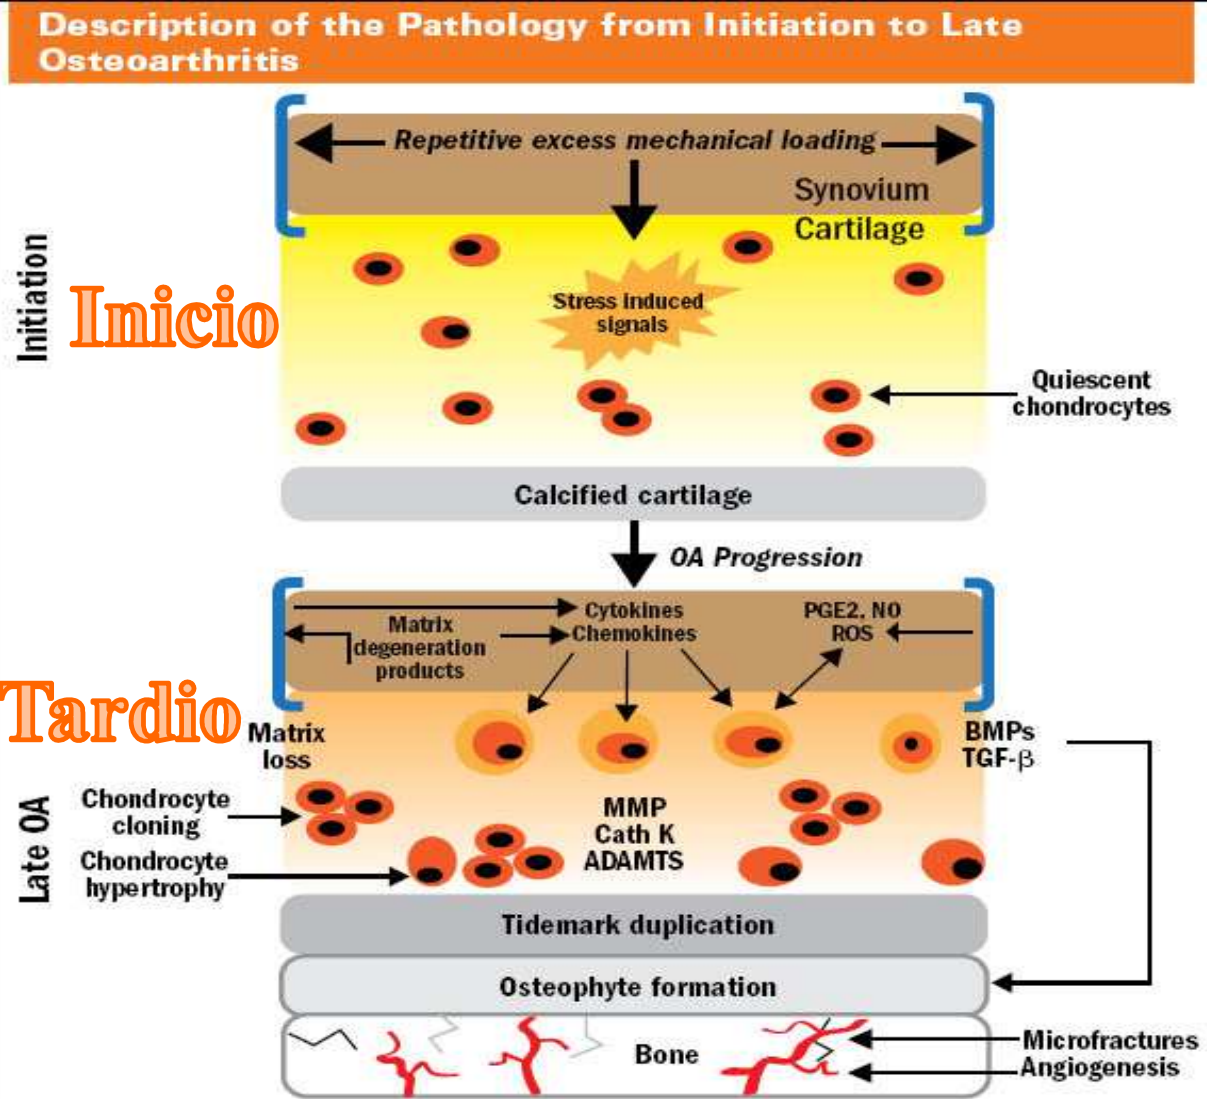 Description of the Pathology from Initiation to Late
Osteoarthritis
Repetitive excess mechanical loading
Synovium
Cartilage
Initiation
Inicio
Stress induced
signals
Quiescent
chondrocytes
Calcified cartilage
OA Progression
Cytokines
Chemokines
PGE2, NO
ROS
Matrix
degeneration
products
Tardio
Late OA
Matrix
loss
BMPs
TGF-β
Chondrocyte
cloning
MMP
Cath K
ADAMTS
Chondrocyte
hypertrophy
Tidemark duplication
Osteophyte formation
Bone
Microfractures
Angiogenesis